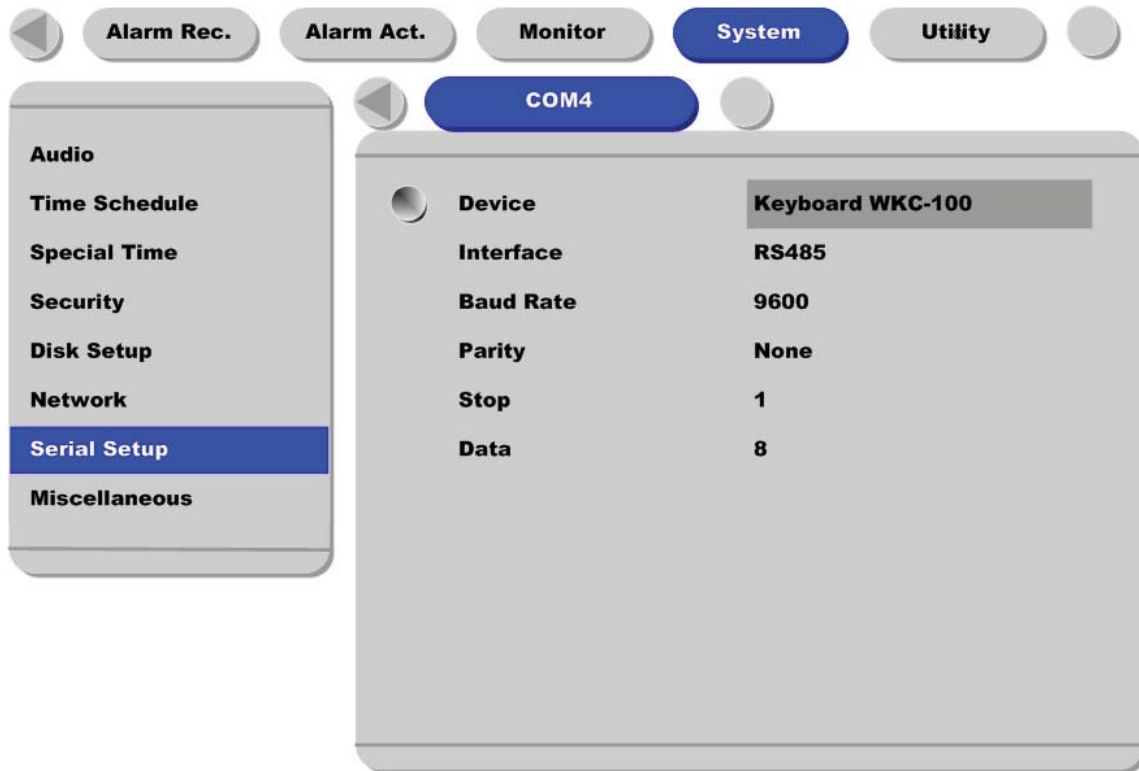 Alarm Rec. Alarm Act. Monitor System Utility
COM4
Audio
Time Schedule
Special Time
Security
Disk Setup
Network
Serial Setup
Miscellaneous
Device Keyboard WKC-100
Interface RS485
Baud Rate 9600
Parity None
Stop 1
Data 8